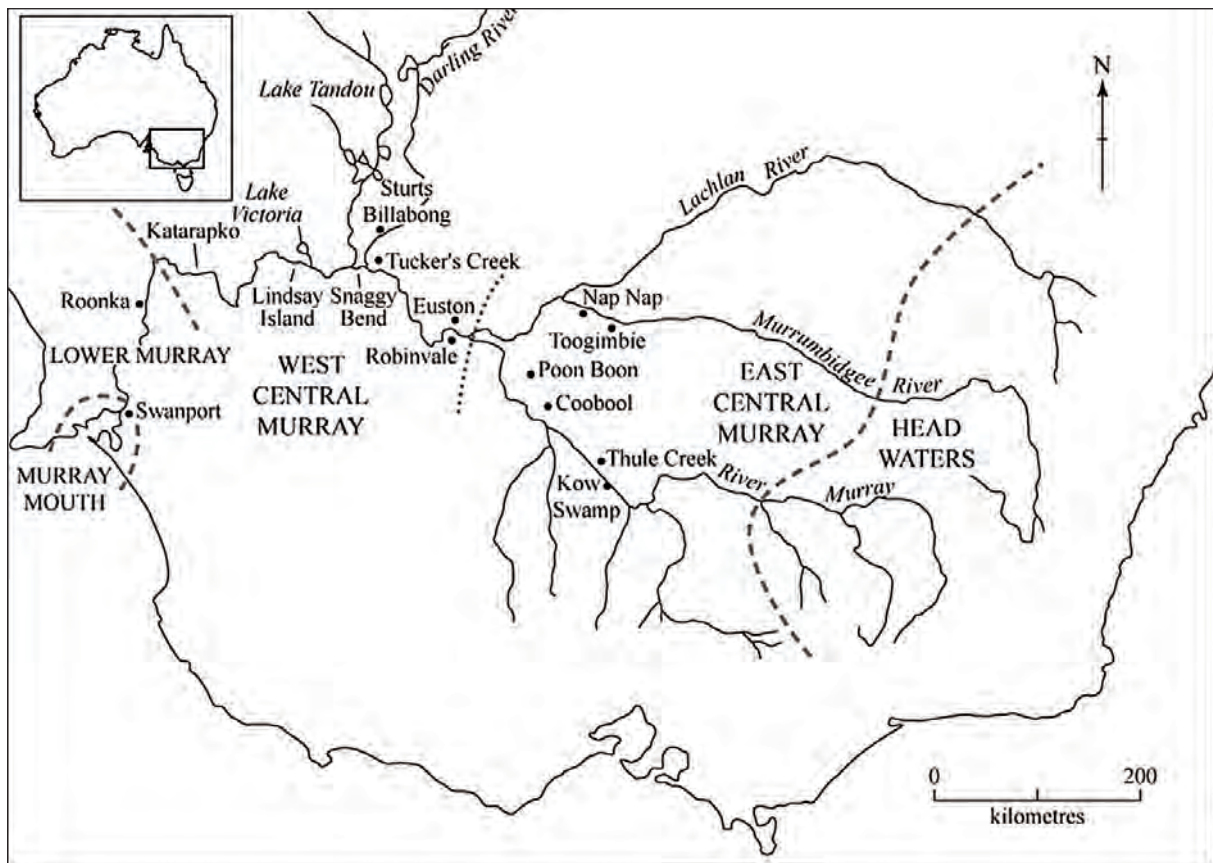 Darling River
N
Lake Tandou
Lachlan River
Sturts
Billabong
Lake
Victoria
Katarapko
Tucker's Creek
Roonka
Lindsay
Island
Snaggy
Bend
Euston
Nap Nap
Toogimbie
Murrumbidgee River
LOWER MURRAY
WEST
CENTRAL
MURRAY
Robinvale
Poon Boon
EAST
CENTRAL
MURRAY
Coobool
Swanport
HEAD
WATERS
MURRAY
MOUTH
Thule Creek
Kow
Swamp
River Murray
0 200
kilometres